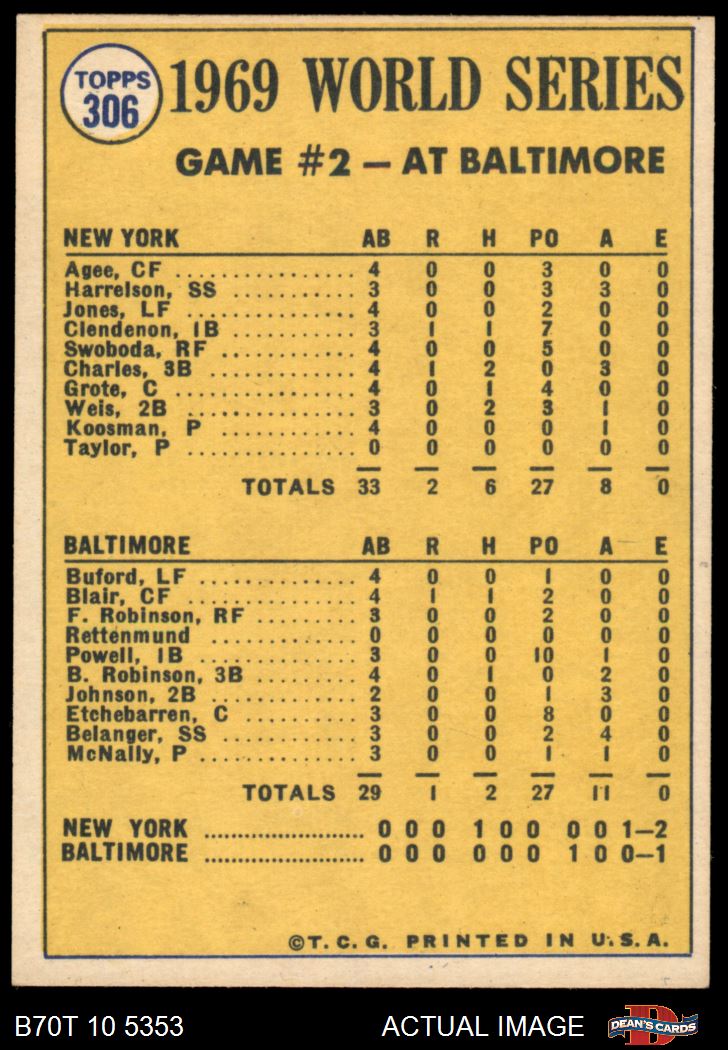 TOPPS
306
1969 WORLD SERIES
GAME #2 — AT BALTIMORE
NEW YORK AB R H PO A E
Agee, CF ................ 4 0 0 3 0 0
Harrelson, SS ........... 3 0 0 3 3 0
Jones, LF ............... 4 0 0 2 0 0
Clendenon, 1B ........... 3 1 1 7 0 0
Swoboda, RF ............ 4 0 0 5 0 0
Charles, 3B ............. 4 1 2 0 3 0
Grote, C ................ 4 0 1 4 0 0
Weis, 2B ............... 3 0 2 3 1 0
Koosman, P ............ 4 0 0 0 1 0
Taylor, P ............... 0 0 0 0 0 0
TOTALS 33 2 6 27 8 0
BALTIMORE AB R H PO A E
Buford, LF .............. 4 0 0 1 0 0
Blair, CF ............... 4 1 1 2 0 0
F. Robinson, RF ......... 3 0 0 2 0 0
Rettenmund ............. 0 0 0 0 0 0
Powell, 1B .............. 3 0 0 10 1 0
B. Robinson, 3B ......... 4 0 1 0 2 0
Johnson, 2B ............ 2 0 0 1 3 0
Etchebarren, C ......... 3 0 0 8 0 0
Belanger, SS ............ 3 0 0 2 4 0
McNally, P .............. 3 0 0 1 1 0
TOTALS 29 1 2 27 11 0
NEW YORK ...................... 0 0 0 1 0 0 0 0 1—2
BALTIMORE ...................... 0 0 0 0 0 0 1 0 0—1
©T. C. G. PRINTED IN U.S.A.
B70T 10 5353 ACTUAL IMAGE DEAN'S CARDS